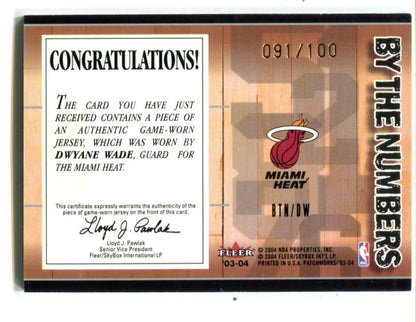 CONGRATULATIONS!
THE CARD YOU HAVE JUST
RECEIVED CONTAINS A PIECE OF
AN AUTHENTIC GAME-WORN
JERSEY, WHICH WAS WORN BY
DWYANE WADE, GUARD FOR
THE MIAMI HEAT.
This certificate expressly warrants the authenticity of the
piece of game-worn jersey on the front of this card.
Lloyd J. Pawlak
Lloyd J. Pawlak
Senior Vice President
Fleer/SkyBox International LP
091/100
MIAMI
HEAT
BTN/DW
FLEER
'03-04
© 2004 NBA PROPERTIES, INC.
© 2004 FLEER/SKYBOX INT'L LP.
PRINTED IN U.S.A. PATCHWORKS/'03-04
BY THE NUMBERS